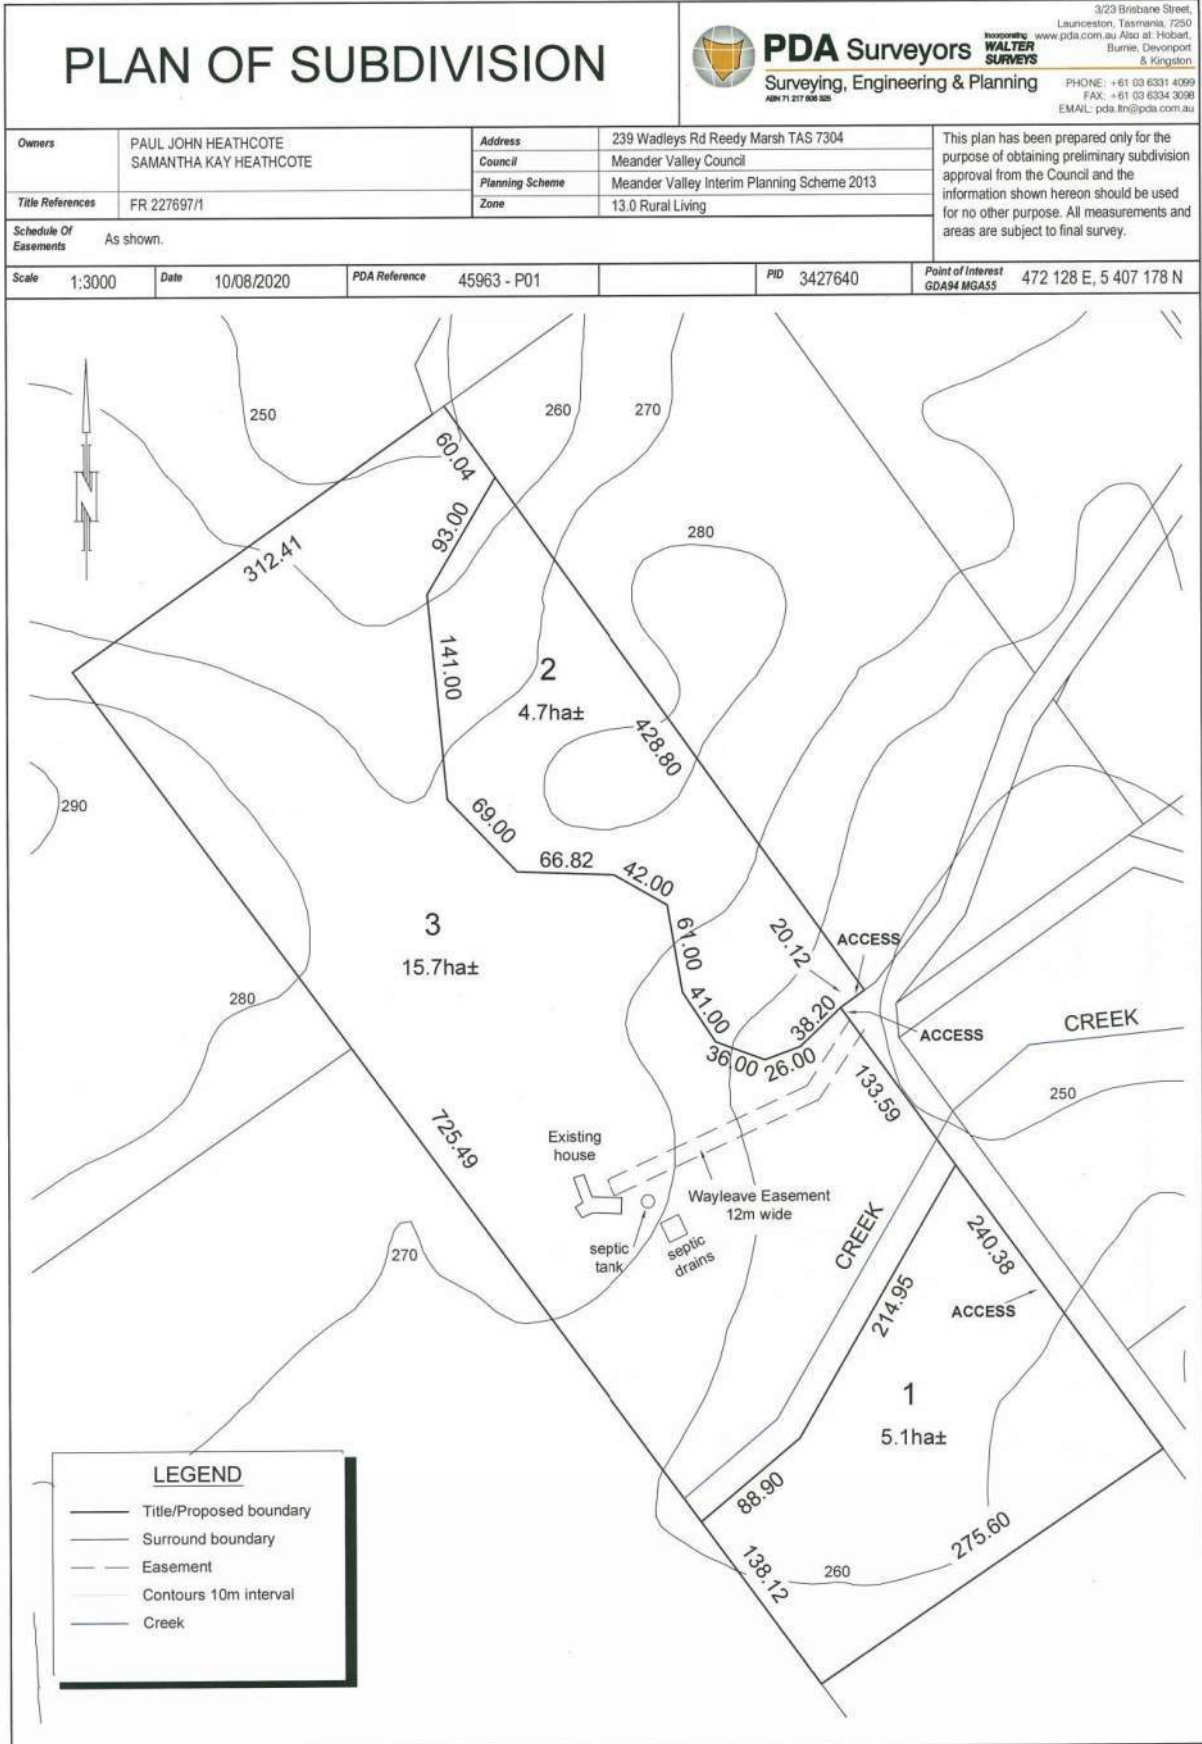 PLAN OF SUBDIVISION
PDA Surveyors
Surveying, Engineering & Planning
ABN 71 217 806 325
Incorporating
WALTER
SURVEYS
3/23 Brisbane Street,
Launceston, Tasmania, 7250
www.pda.com.au Also at: Hobart,
Burnie, Devonport
& Kingston
PHONE: +61 03 6331 4099
FAX: +61 03 6334 3098
EMAIL: pda.ltn@pda.com.au
Owners
PAUL JOHN HEATHCOTE
SAMANTHA KAY HEATHCOTE
Title References FR 227697/1
Address 239 Wadleys Rd Reedy Marsh TAS 7304
Council Meander Valley Council
Planning Scheme Meander Valley Interim Planning Scheme 2013
Zone 13.0 Rural Living
This plan has been prepared only for the
purpose of obtaining preliminary subdivision
approval from the Council and the
information shown hereon should be used
for no other purpose. All measurements and
areas are subject to final survey.
Schedule Of
Easements
As shown.
Scale 1:3000
Date 10/08/2020
PDA Reference 45963 - P01
PID 3427640
Point of Interest
GDA94 MGA55
472 128 E, 5 407 178 N
N
250
260
270
60.04
93.00
312.41
280
141.00
2
4.7ha±
428.80
290
69.00
66.82
42.00
3
15.7ha±
61.00
20.12
ACCESS
280
41.00
38.20
ACCESS
CREEK
36.00
26.00
133.59
250
725.49
Existing
house
Wayleave Easement
12m wide
septic
tank
septic
drains
CREEK
240.38
270
214.95
ACCESS
1
5.1ha±
88.90
275.60
138.12
260
LEGEND
Title/Proposed boundary
Surround boundary
Easement
Contours 10m interval
Creek